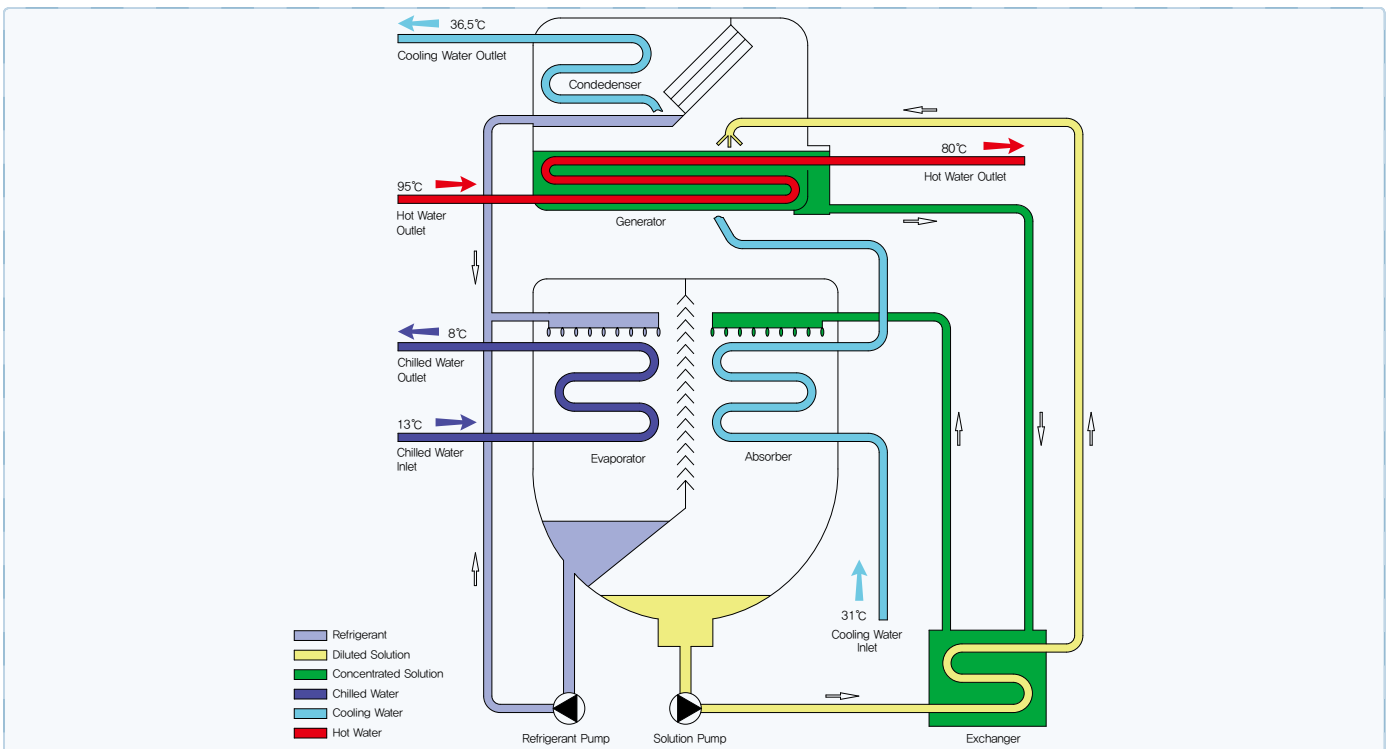 36.5℃
Cooling Water Outlet
Condedenser
80℃
Hot Water Outlet
95℃
Hot Water
Outlet
Generator
8℃
Chilled Water
Outlet
13℃
Chilled Water
Inlet
Evaporator
Absorber
31℃
Cooling Water
Inlet
Refrigerant
Diluted Solution
Concentrated Solution
Chilled Water
Cooling Water
Hot Water
Refrigerant Pump
Solution Pump
Exchanger